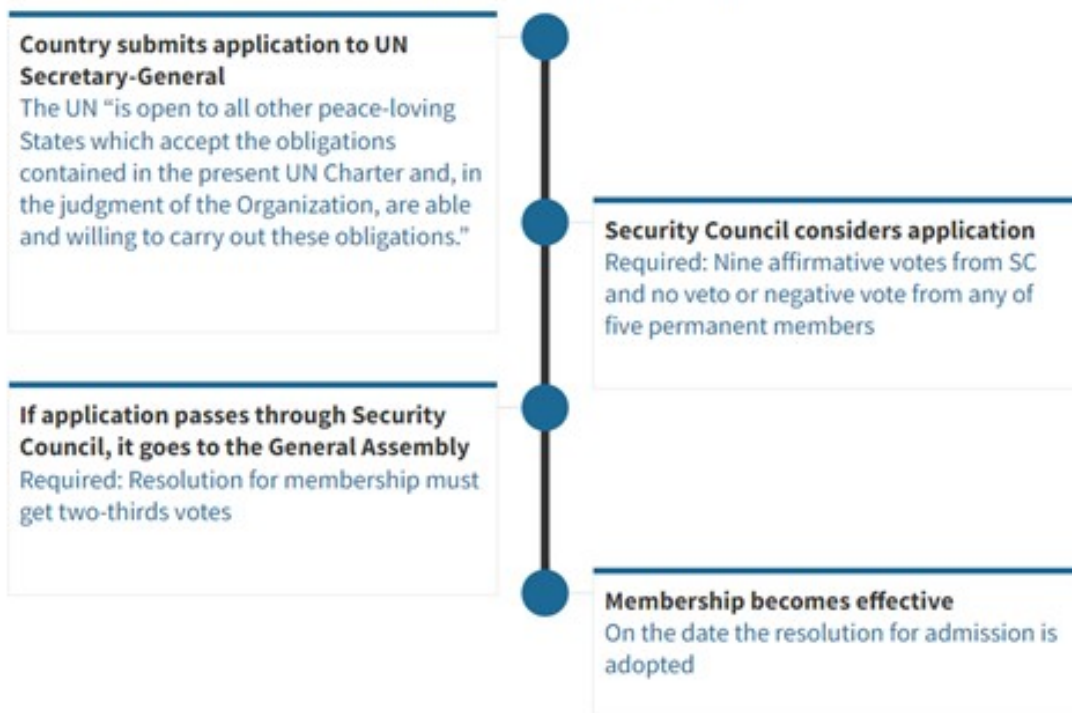 Country submits application to UN
Secretary-General
The UN “is open to all other peace-loving
States which accept the obligations
contained in the present UN Charter and, in
the judgment of the Organization, are able
and willing to carry out these obligations.”
Security Council considers application
Required: Nine affirmative votes from SC
and no veto or negative vote from any of
five permanent members
If application passes through Security
Council, it goes to the General Assembly
Required: Resolution for membership must
get two-thirds votes
Membership becomes effective
On the date the resolution for admission is
adopted